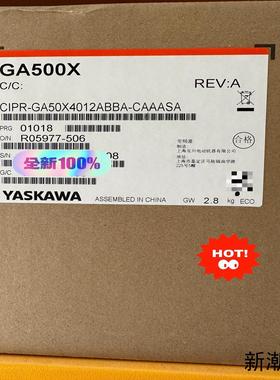 GA500X
C/C:
REV:A
CIPR-GA50X4012ABBA-CAAASA
PRG 01018
O/N R05977-506
S/N
08
全新100%
G/C
合格
YASKAWA
ASSEMBLED IN CHINA
GW 2.8 kg ECO
HOT!
新潮